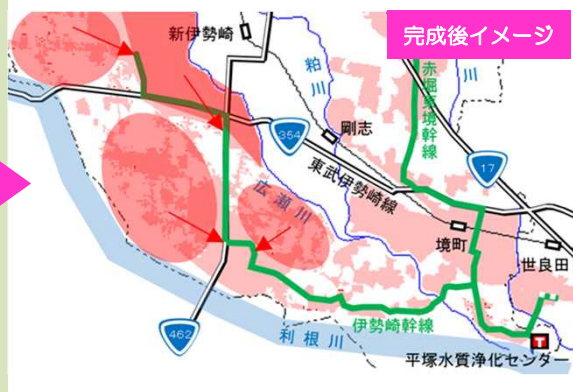 完成後イメージ
新伊勢崎
粕川
川
赤堀東境幹線
剛志
354
17
東武伊勢崎線
広瀬川
境町
世良田
伊勢崎幹線
利根川
462
T
平塚水質浄化センター